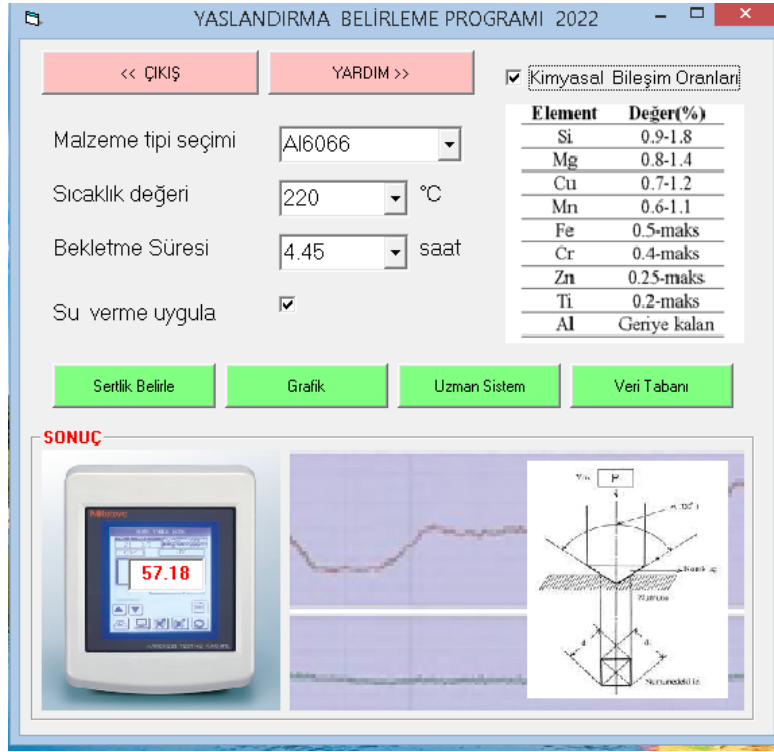 YASLANDIRMA BELİRLEME PROGRAMI 2022
<< ÇIKIŞ
YARDIM >>
Kimyasal Bileşim Oranları
Malzeme tipi seçimi
Al6066
Sıcaklık değeri
220
°C
Bekletme Süresi
4.45
saat
Su verme uygula
Element Değer(%)
Si 0.9-1.8
Mg 0.8-1.4
Cu 0.7-1.2
Mn 0.6-1.1
Fe 0.5-maks
Cr 0.4-maks
Zn 0.25-maks
Ti 0.2-maks
Al Geriye kalan
Sertlik Belirle
Grafik
Uzman Sistem
Veri Tabanı
SONUÇ
Mitutoyo
57.18
P
Numune
d